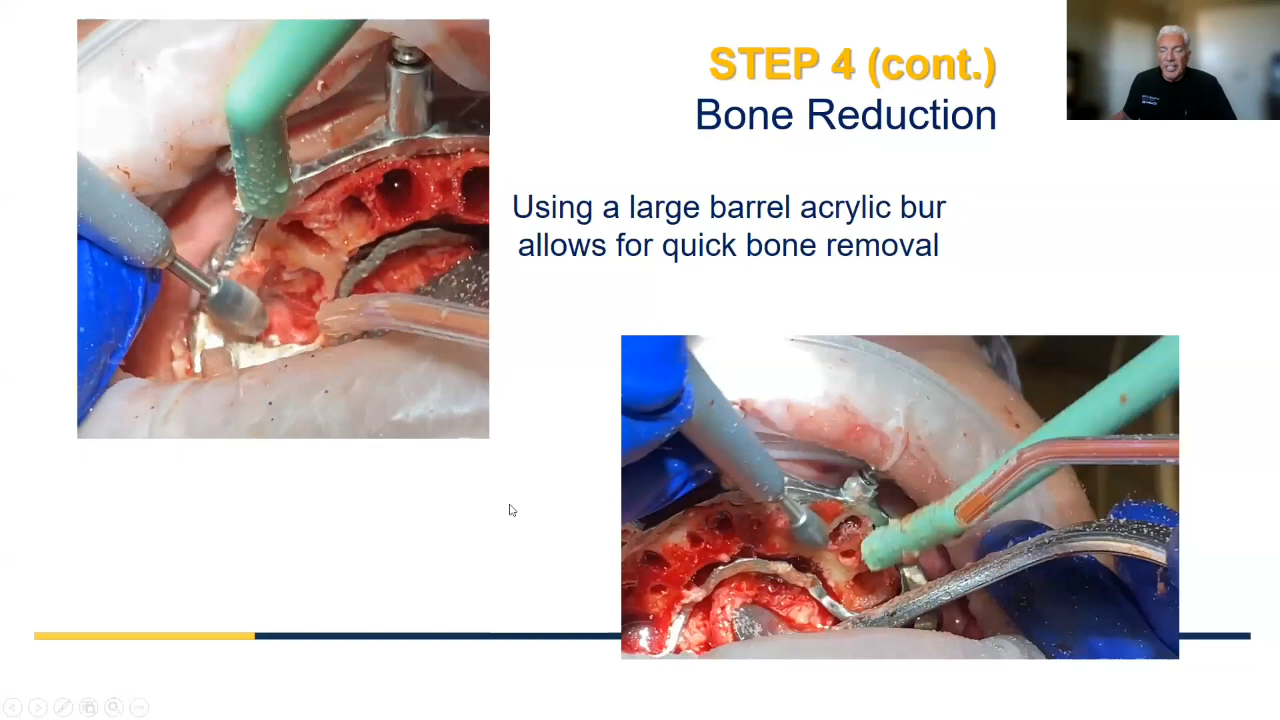 STEP 4 (cont.)
Bone Reduction
Using a large barrel acrylic bur
allows for quick bone removal